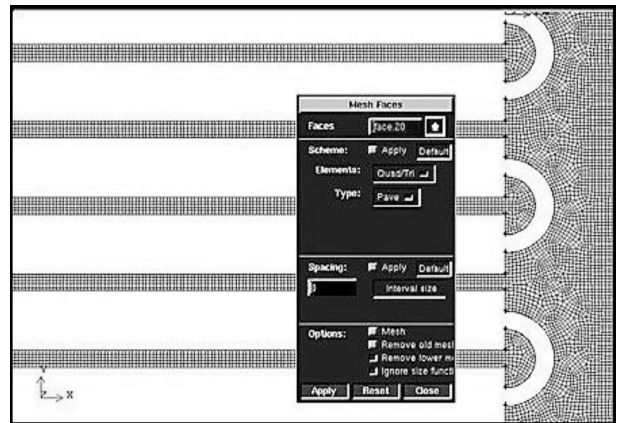 Mesh Faces
Faces face.20
Scheme: Apply Default
Elements: Quad/Tri
Type: Pave
Spacing: Apply Default
Interval size
Options: Mesh
Remove old mesl
Remove lower m
Ignore size functi
Apply Reset Close
Y
Z X